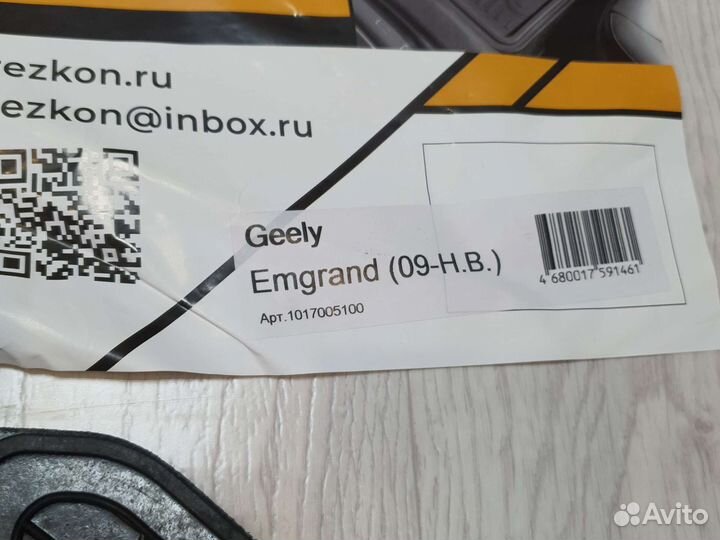 rezkon.ru
rezkon@inbox.ru
Geely
Emgrand (09-Н.В.)
Арт.1017005100
4 680017 591461
Avito